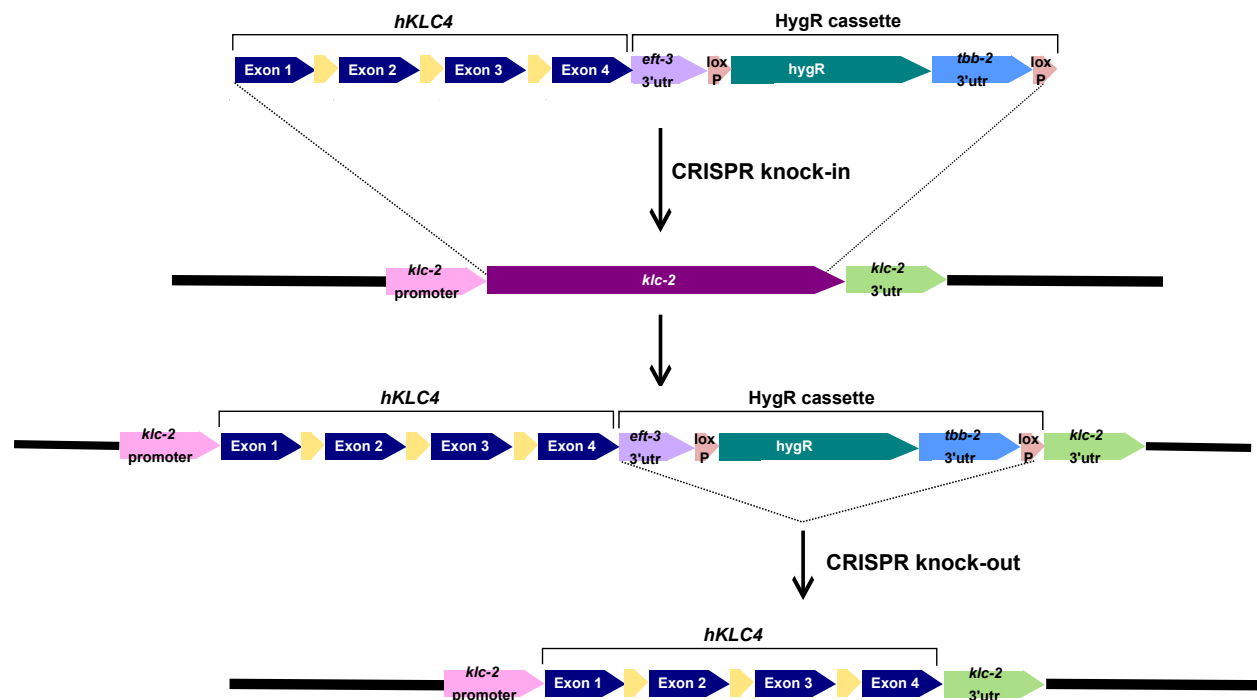 hKLC4
HygR cassette
Exon 1
Exon 2
Exon 3
Exon 4
eft-3
3'utr
lox
P
hygR
tbb-2
3'utr
lox
P
CRISPR knock-in
klc-2
promoter
klc-2
klc-2
3'utr
hKLC4
HygR cassette
klc-2
promoter
Exon 1
Exon 2
Exon 3
Exon 4
eft-3
3'utr
lox
P
hygR
tbb-2
3'utr
lox
P
klc-2
3'utr
CRISPR knock-out
hKLC4
klc-2
promoter
Exon 1
Exon 2
Exon 3
Exon 4
klc-2
3'utr